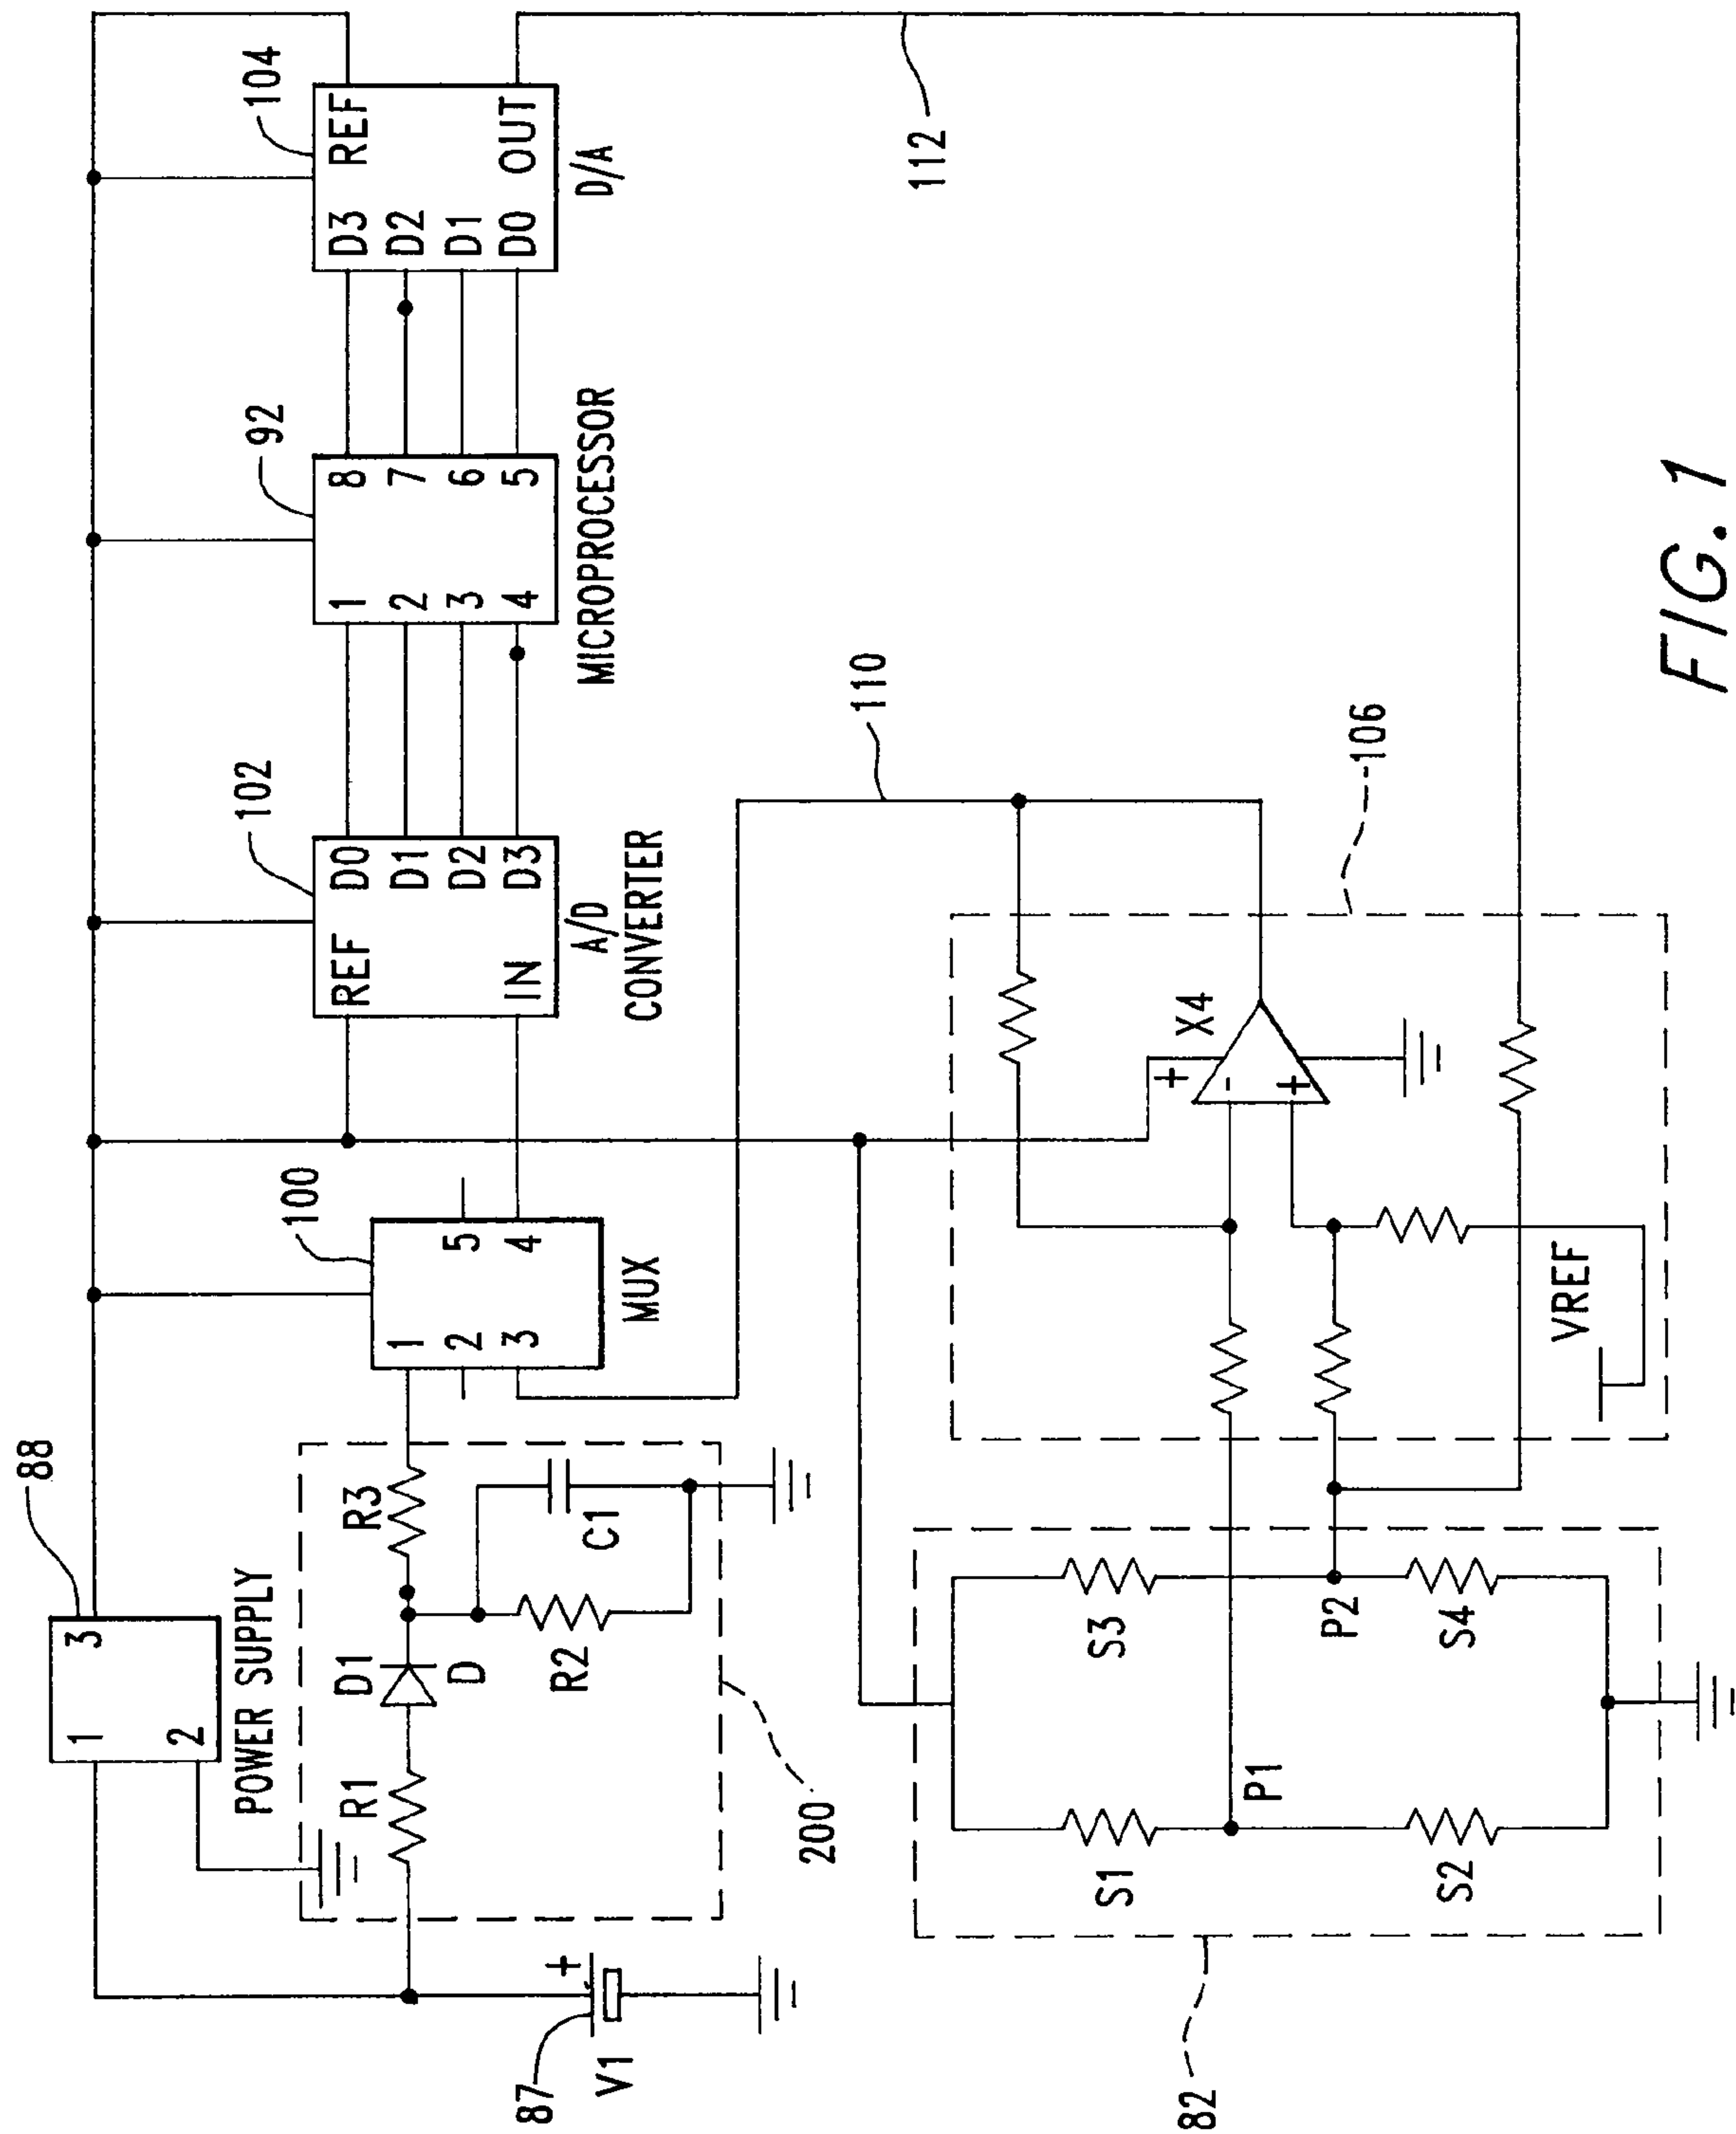 88
1
2
3
POWER SUPPLY
87
+
V1
R1
D1
D
R3
R2
C1
200
100
1
2
3
5
4
MUX
102
REF
IN
D0
D1
D2
D3
A/D
CONVERTER
92
1
2
3
4
8
7
6
5
MICROPROCESSOR
104
D3
D2
D1
D0
REF
OUT
D/A
112
110
82
S1
S2
S3
S4
P1
P2
106
+
X4
-
+
VREF
FIG. 1